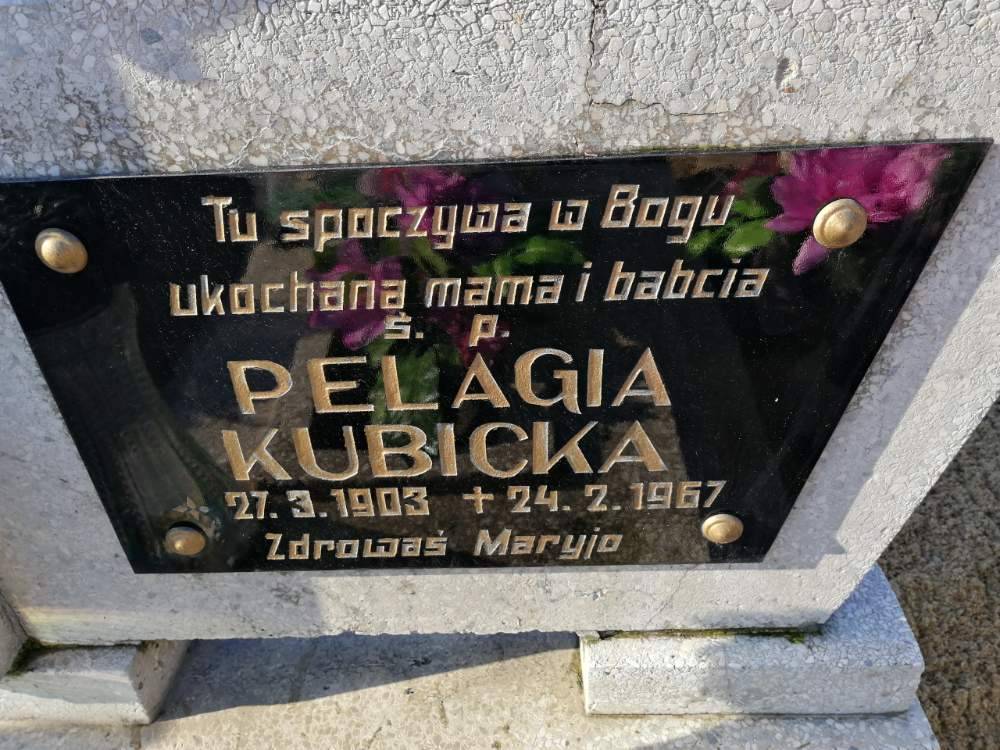 Tu spoczywa w Bogu
ukochana mama i babcia
ś. p.
PELAGIA
KUBICKA
27. 3. 1903 + 24. 2. 1967
Zdrowaś Maryjo